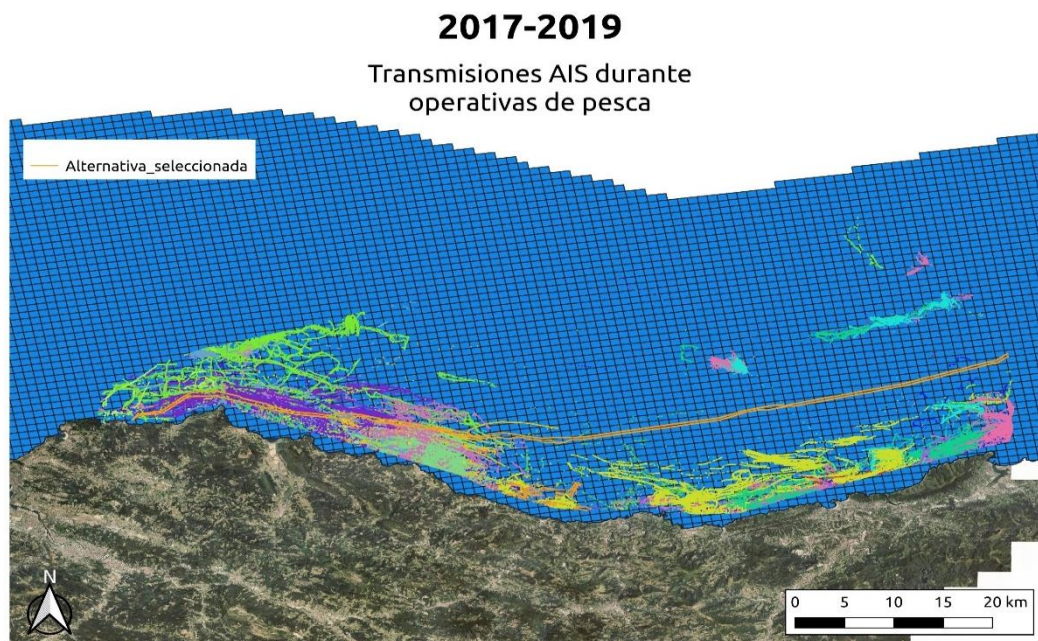 2017-2019
Transmisiones AIS durante
operativas de pesca
Alternativa_seleccionada
N
0 5 10 15 20 km